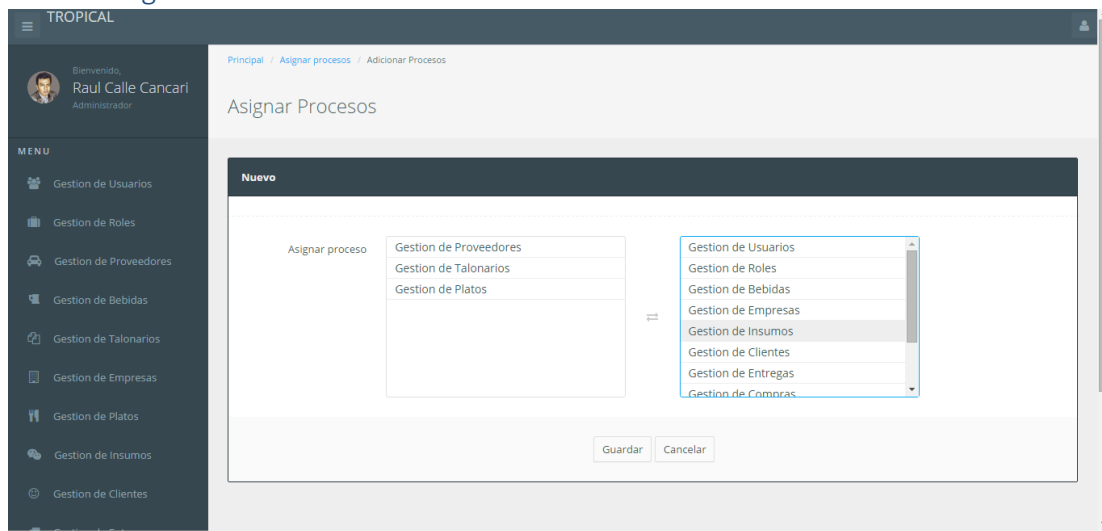 TROPICAL
Bienvenido,
Raul Calle Cancari
Administrador
MENU
Gestion de Usuarios
Gestion de Roles
Gestion de Proveedores
Gestion de Bebidas
Gestion de Talonarios
Gestion de Empresas
Gestion de Platos
Gestion de Insumos
Gestion de Clientes
Principal / Asignar procesos / Adicionar Procesos
Asignar Procesos
Nuevo
Asignar proceso
Gestion de Proveedores
Gestion de Talonarios
Gestion de Platos
Gestion de Usuarios
Gestion de Roles
Gestion de Bebidas
Gestion de Empresas
Gestion de Insumos
Gestion de Clientes
Gestion de Entregas
Gestion de Compras
Guardar Cancelar